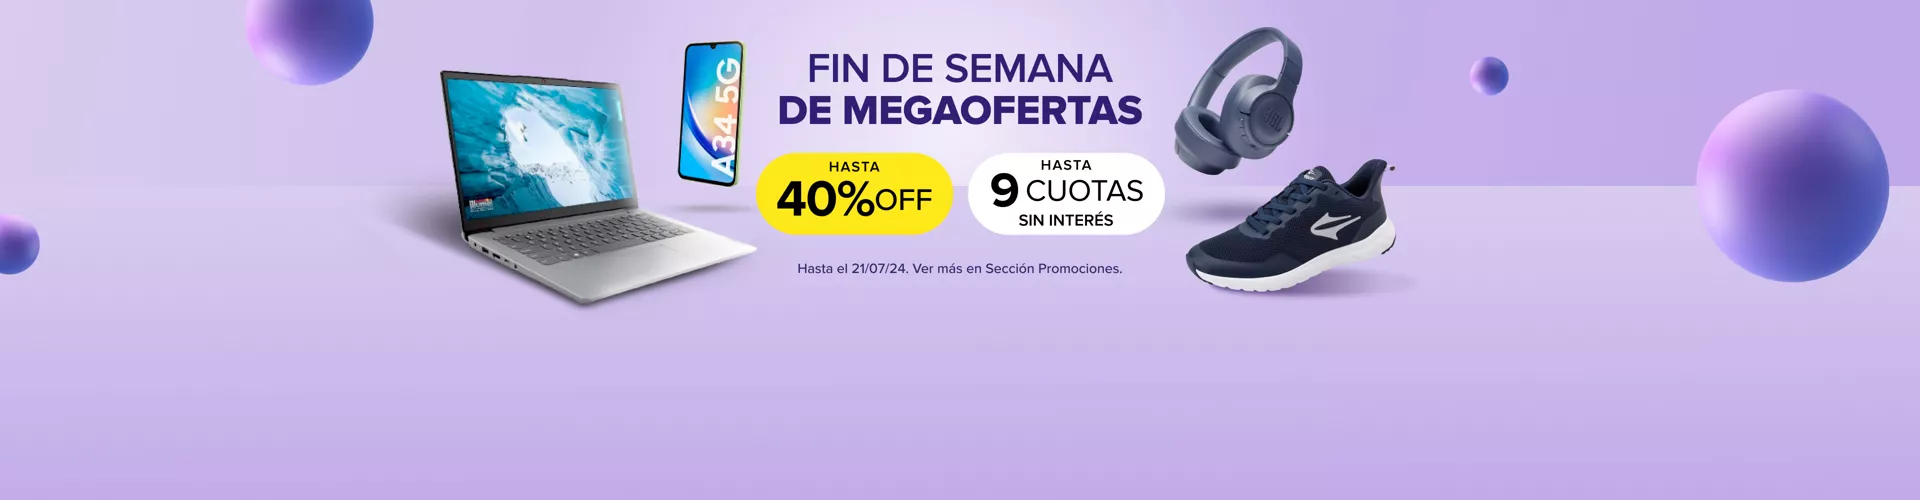 FIN DE SEMANA
DE MEGAOFERTAS
HASTA
40%OFF
HASTA
9 CUOTAS
SIN INTERÉS
Hasta el 21/07/24. Ver más en Sección Promociones.
A34 5G
JBL